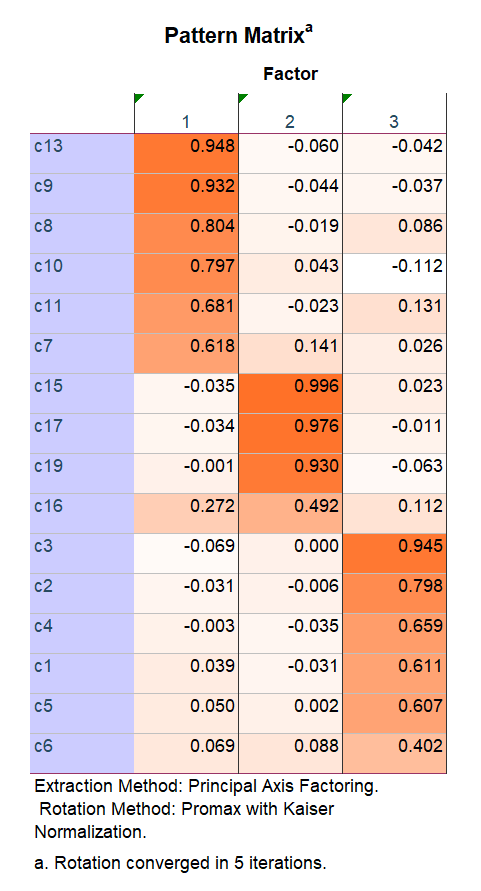 Pattern Matrixa
Factor
1 2 3
c13 0.948 -0.060 -0.042
c9 0.932 -0.044 -0.037
c8 0.804 -0.019 0.086
c10 0.797 0.043 -0.112
c11 0.681 -0.023 0.131
c7 0.618 0.141 0.026
c15 -0.035 0.996 0.023
c17 -0.034 0.976 -0.011
c19 -0.001 0.930 -0.063
c16 0.272 0.492 0.112
c3 -0.069 0.000 0.945
c2 -0.031 -0.006 0.798
c4 -0.003 -0.035 0.659
c1 0.039 -0.031 0.611
c5 0.050 0.002 0.607
c6 0.069 0.088 0.402
Extraction Method: Principal Axis Factoring.
Rotation Method: Promax with Kaiser
Normalization.
a. Rotation converged in 5 iterations.